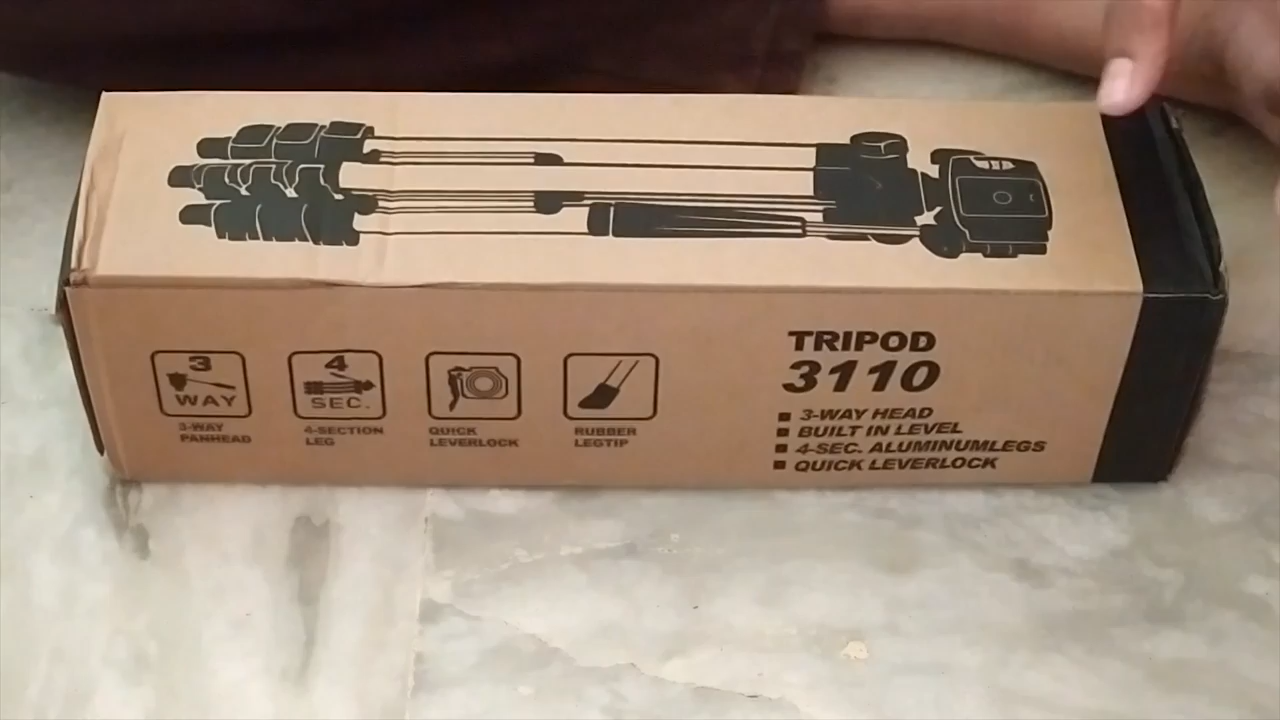 3
WAY
3-WAY
PANHEAD
4
SEC.
4-SECTION
LEG
QUICK
LEVERLOCK
RUBBER
LEGTIP
TRIPOD
3110
3-WAY HEAD
BUILT IN LEVEL
4-SEC. ALUMINUMLEGS
QUICK LEVERLOCK